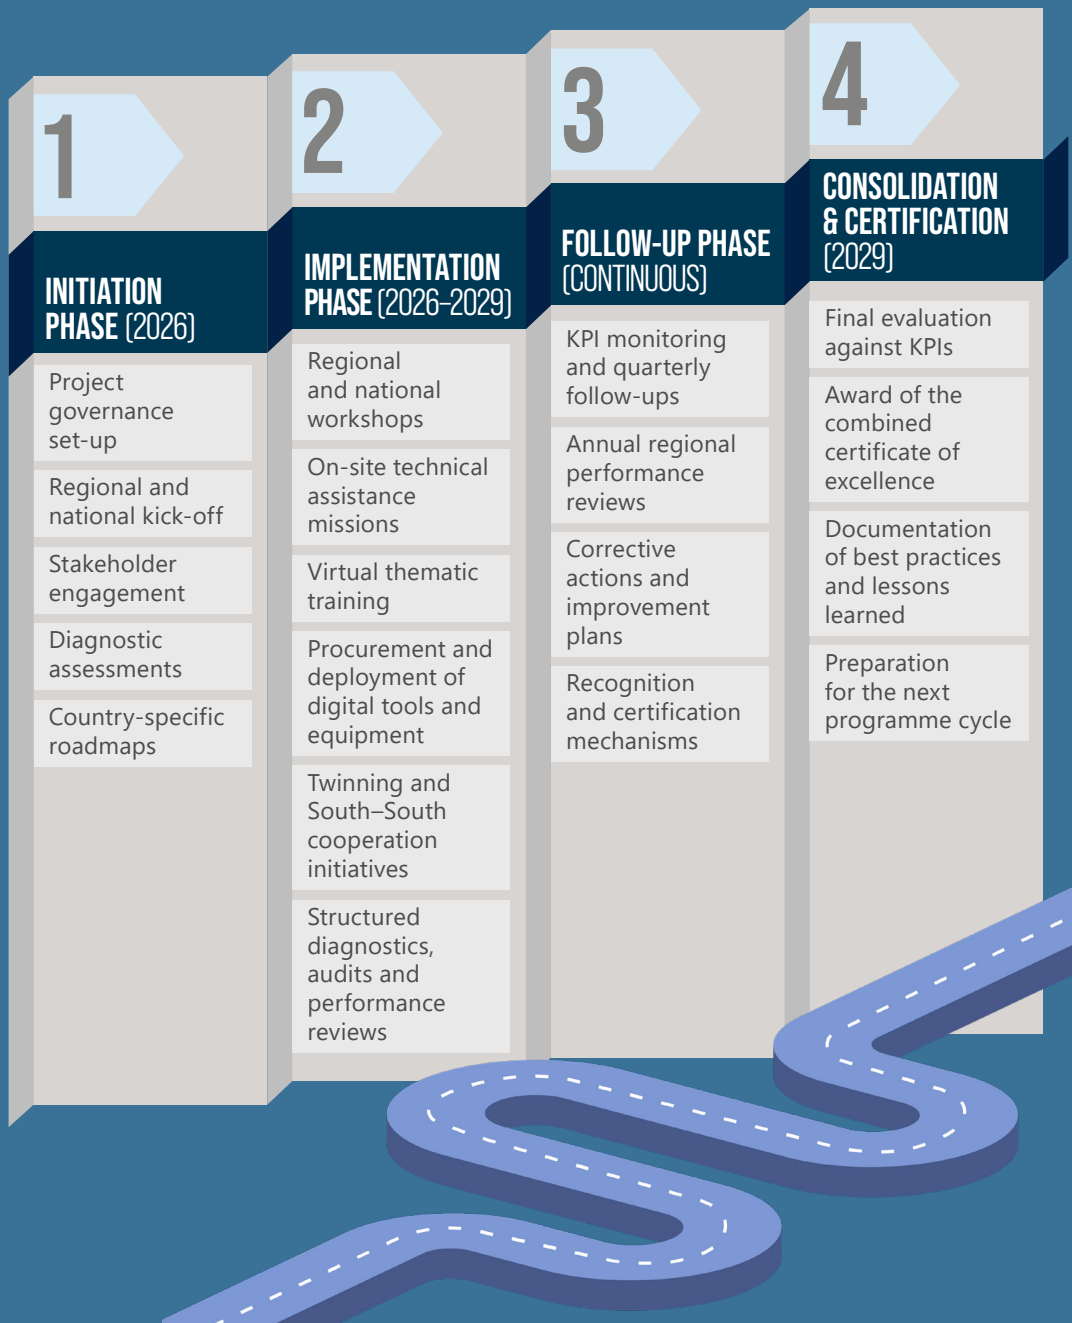 1
INITIATION
PHASE (2026)
Project
governance
set-up
Regional and
national kick-off
Stakeholder
engagement
Diagnostic
assessments
Country-specific
roadmaps
2
IMPLEMENTATION
PHASE (2026–2029)
Regional
and national
workshops
On-site technical
assistance
missions
Virtual thematic
training
Procurement and
deployment of
digital tools and
equipment
Twinning and
South–South
cooperation
initiatives
Structured
diagnostics,
audits and
performance
reviews
3
FOLLOW-UP PHASE
(CONTINUOUS)
KPI monitoring
and quarterly
follow-ups
Annual regional
performance
reviews
Corrective
actions and
improvement
plans
Recognition
and certification
mechanisms
4
CONSOLIDATION
& CERTIFICATION
(2029)
Final evaluation
against KPIs
Award of the
combined
certificate of
excellence
Documentation
of best practices
and lessons
learned
Preparation
for the next
programme cycle